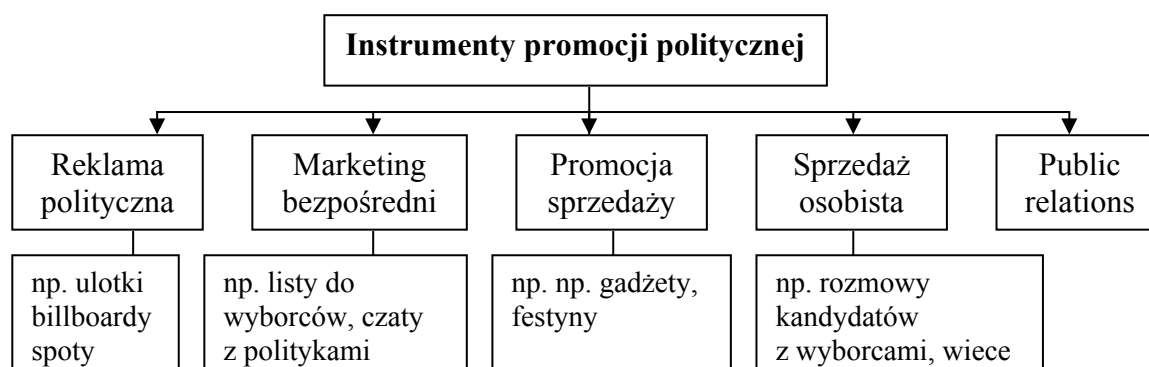 Instrumenty promocji politycznej
Reklama
polityczna
Marketing
bezpośredni
Promocja
sprzedaży
Sprzedaż
osobista
Public
relations
np. ulotki
billboardy
spoty
np. listy do
wyborców, czaty
z politykami
np. np. gadżety,
festyny
np. rozmowy
kandydatów
z wyborcami, wiece